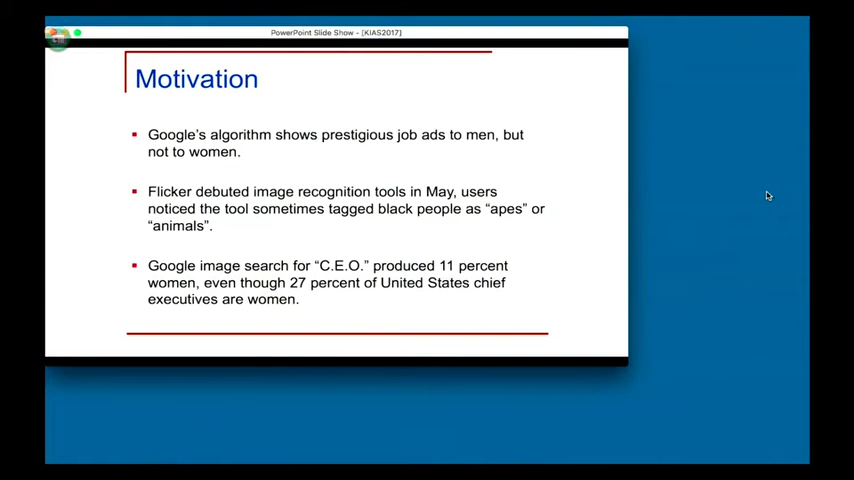 PowerPoint Slide Show - [KIAS2017]
Motivation
Google's algorithm shows prestigious job ads to men, but
not to women.
Flicker debuted image recognition tools in May, users
noticed the tool sometimes tagged black people as “apes” or
“animals”.
Google image search for “C.E.O.” produced 11 percent
women, even though 27 percent of United States chief
executives are women.